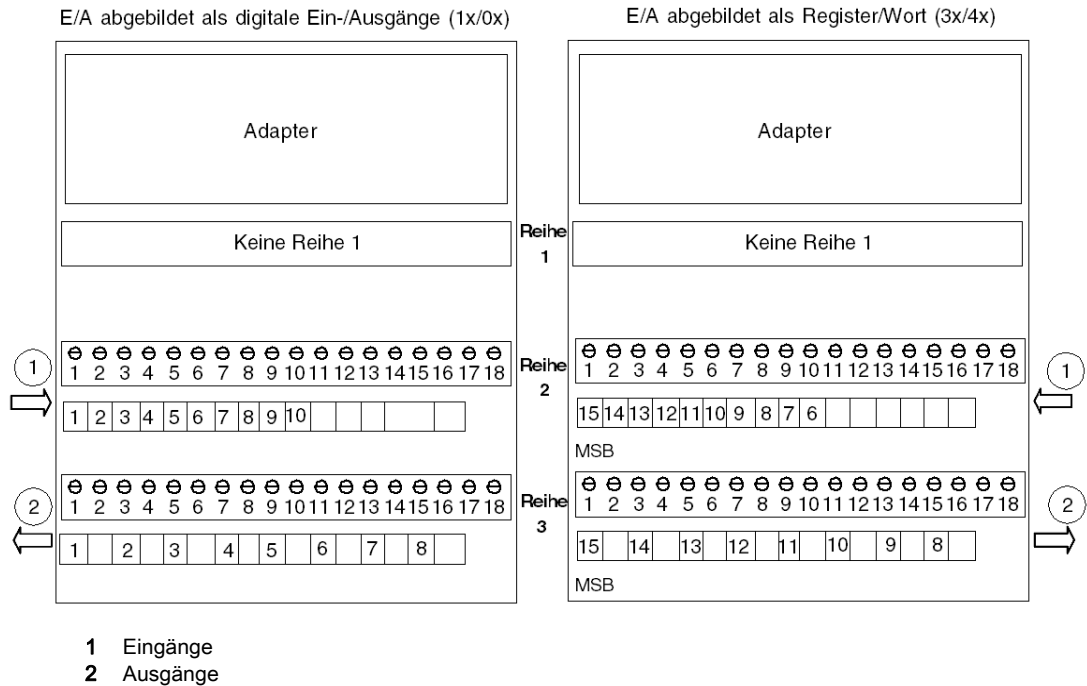 E/A abgebildet als digitale Ein-/Ausgänge (1x/0x)
E/A abgebildet als Register/Wort (3x/4x)
Adapter
Adapter
Keine Reihe 1
Reihe
1
Keine Reihe 1
1
1 2 3 4 5 6 7 8 9 10 11 12 13 14 15 16 17 18
Reihe
2
1 2 3 4 5 6 7 8 9 10 11 12 13 14 15 16 17 18
1
1 2 3 4 5 6 7 8 9 10
15 14 13 12 11 10 9 8 7 6
MSB
2
1 2 3 4 5 6 7 8 9 10 11 12 13 14 15 16 17 18
Reihe
3
1 2 3 4 5 6 7 8 9 10 11 12 13 14 15 16 17 18
2
1 2 3 4 5 6 7 8
15 14 13 12 11 10 9 8
MSB
1 Eingänge
2 Ausgänge